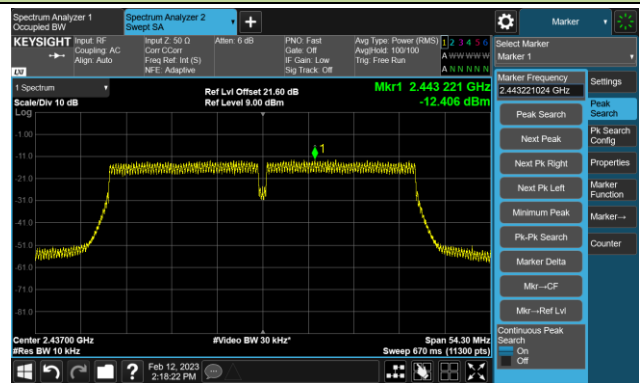 Spectrum Analyzer 1
Occupied BW
Spectrum Analyzer 2
Swept SA
+
Marker
KEYSIGHT
Input: RF
Coupling: AC
Align: Auto
Input Z: 50 Ω
Corr CCorr
Freq Ref: Int (S)
NFE: Adaptive
Atten: 6 dB
PNO: Fast
Gate: Off
IF Gain: Low
Sig Track: Off
Avg Type: Power (RMS)
Avg|Hold: 100/100
Trig: Free Run
1 2 3 4 5 6
A W W W W W
A N N N N N
LXI
Select Marker
Marker 1
Marker Frequency
2.443221024 GHz
Settings
Peak Search
Peak Search
Next Peak
Pk Search Config
Next Pk Right
Properties
Next Pk Left
Marker Function
Minimum Peak
Marker→
Pk-Pk Search
Counter
Marker Delta
Mkr→CF
Mkr→Ref Lvl
Continuous Peak Search
On
Off
1 Spectrum
Scale/Div 10 dB
Log
Ref Lvl Offset 21.60 dB
Ref Level 9.00 dBm
Mkr1 2.443 221 GHz
-12.406 dBm
1
-1.00
-11.0
-21.0
-31.0
-41.0
-51.0
-61.0
-71.0
-81.0
Center 2.43700 GHz
#Res BW 10 kHz
#Video BW 30 kHz*
Span 54.30 MHz
Sweep 670 ms (11300 pts)
?
Feb 12, 2023
2:18:22 PM